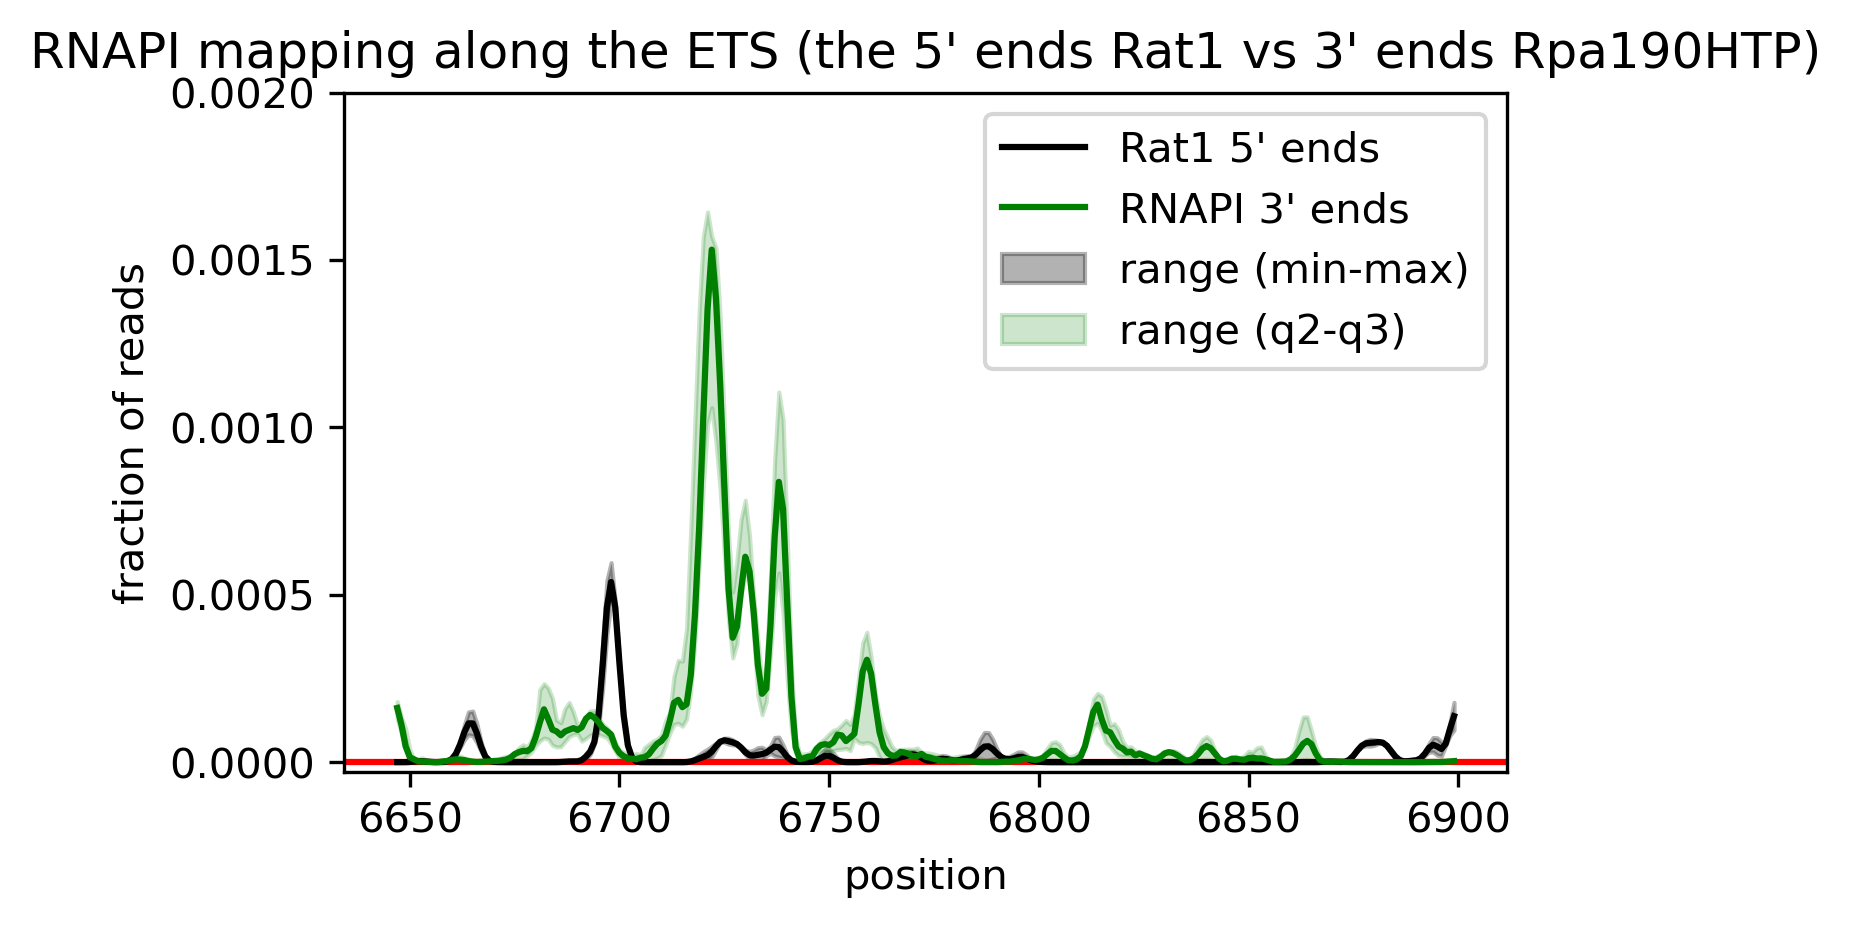 RNAPI mapping along the ETS (the 5' ends Rat1 vs 3' ends Rpa190HTP)
0.0020
0.0015
0.0010
0.0005
0.0000
fraction of reads
Rat1 5' ends
RNAPI 3' ends
range (min-max)
range (q2-q3)
6650 6700 6750 6800 6850 6900
position